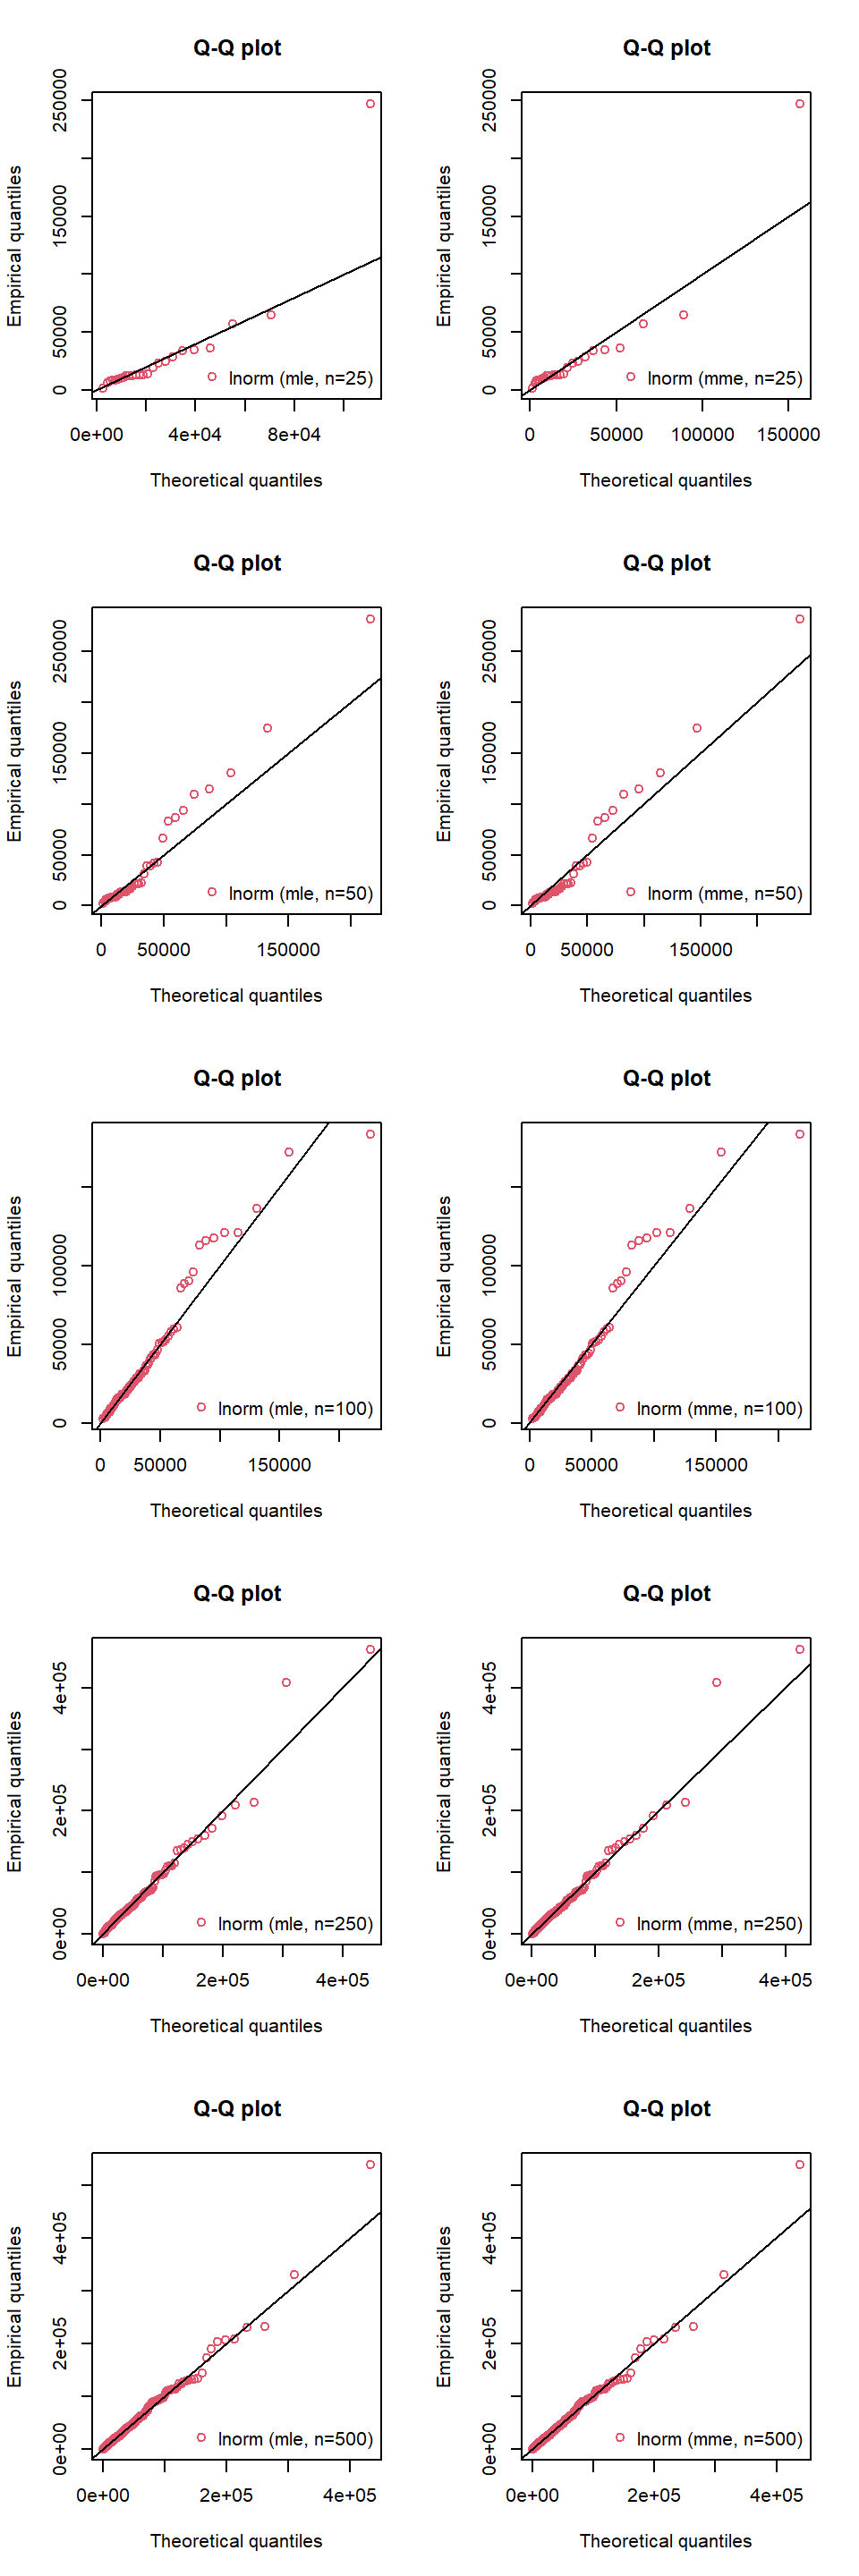 Q-Q plot
Empirical quantiles
250000
150000
50000
0
lnorm (mle, n=25)
0e+00 4e+04 8e+04
Theoretical quantiles
Q-Q plot
Empirical quantiles
250000
150000
50000
0
lnorm (mme, n=25)
0 50000 100000 150000
Theoretical quantiles
Q-Q plot
Empirical quantiles
250000
150000
50000
0
lnorm (mle, n=50)
0 50000 150000
Theoretical quantiles
Q-Q plot
Empirical quantiles
250000
150000
50000
0
lnorm (mme, n=50)
0 50000 150000
Theoretical quantiles
Q-Q plot
Empirical quantiles
100000
50000
0
lnorm (mle, n=100)
0 50000 150000
Theoretical quantiles
Q-Q plot
Empirical quantiles
100000
50000
0
lnorm (mme, n=100)
0 50000 150000
Theoretical quantiles
Q-Q plot
Empirical quantiles
4e+05
2e+05
0e+00
lnorm (mle, n=250)
0e+00 2e+05 4e+05
Theoretical quantiles
Q-Q plot
Empirical quantiles
4e+05
2e+05
0e+00
lnorm (mme, n=250)
0e+00 2e+05 4e+05
Theoretical quantiles
Q-Q plot
Empirical quantiles
4e+05
2e+05
0e+00
lnorm (mle, n=500)
0e+00 2e+05 4e+05
Theoretical quantiles
Q-Q plot
Empirical quantiles
4e+05
2e+05
0e+00
lnorm (mme, n=500)
0e+00 2e+05 4e+05
Theoretical quantiles